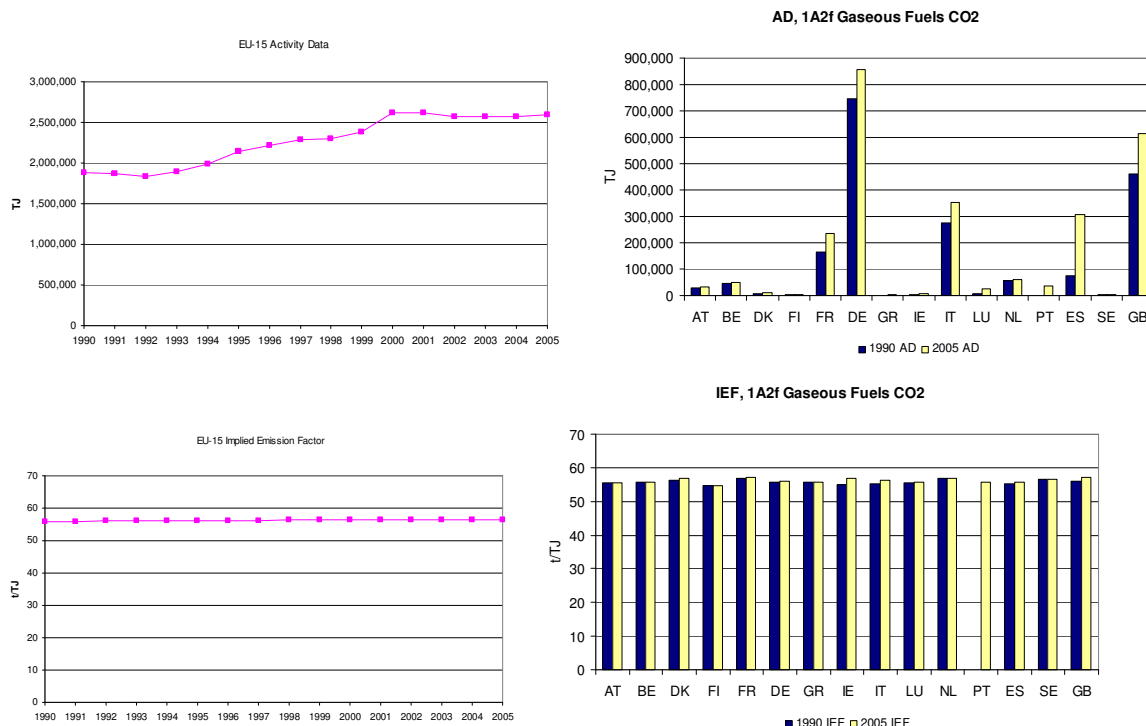 EU-15 Activity Data
3,000,000
2,500,000
2,000,000
1,500,000
1,000,000
500,000
0
TJ
1990 1991 1992 1993 1994 1995 1996 1997 1998 1999 2000 2001 2002 2003 2004 2005
AD, 1A2f Gaseous Fuels CO2
900,000
800,000
700,000
600,000
500,000
400,000
300,000
200,000
100,000
0
TJ
AT BE DK FI FR DE GR IE IT LU NL PT ES SE GB
1990 AD 2005 AD
EU-15 Implied Emission Factor
70
60
50
40
30
20
10
0
t/TJ
1990 1991 1992 1993 1994 1995 1996 1997 1998 1999 2000 2001 2002 2003 2004 2005
IEF, 1A2f Gaseous Fuels CO2
70
60
50
40
30
20
10
0
t/TJ
AT BE DK FI FR DE GR IE IT LU NL PT ES SE GB
1990 IEF 2005 IEF